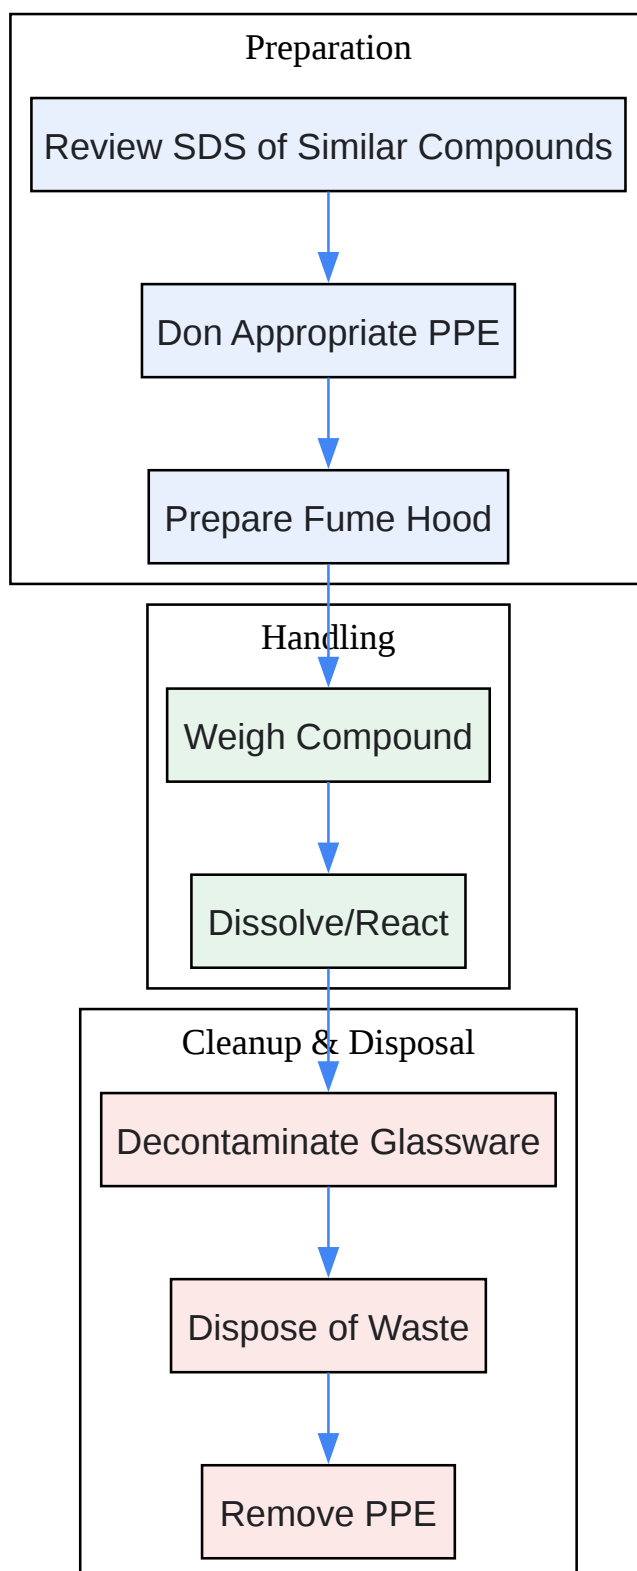 Preparation
Review SDS of Similar Compounds
Don Appropriate PPE
Prepare Fume Hood
Handling
Weigh Compound
Dissolve/React
Cleanup & Disposal
Decontaminate Glassware
Dispose of Waste
Remove PPE